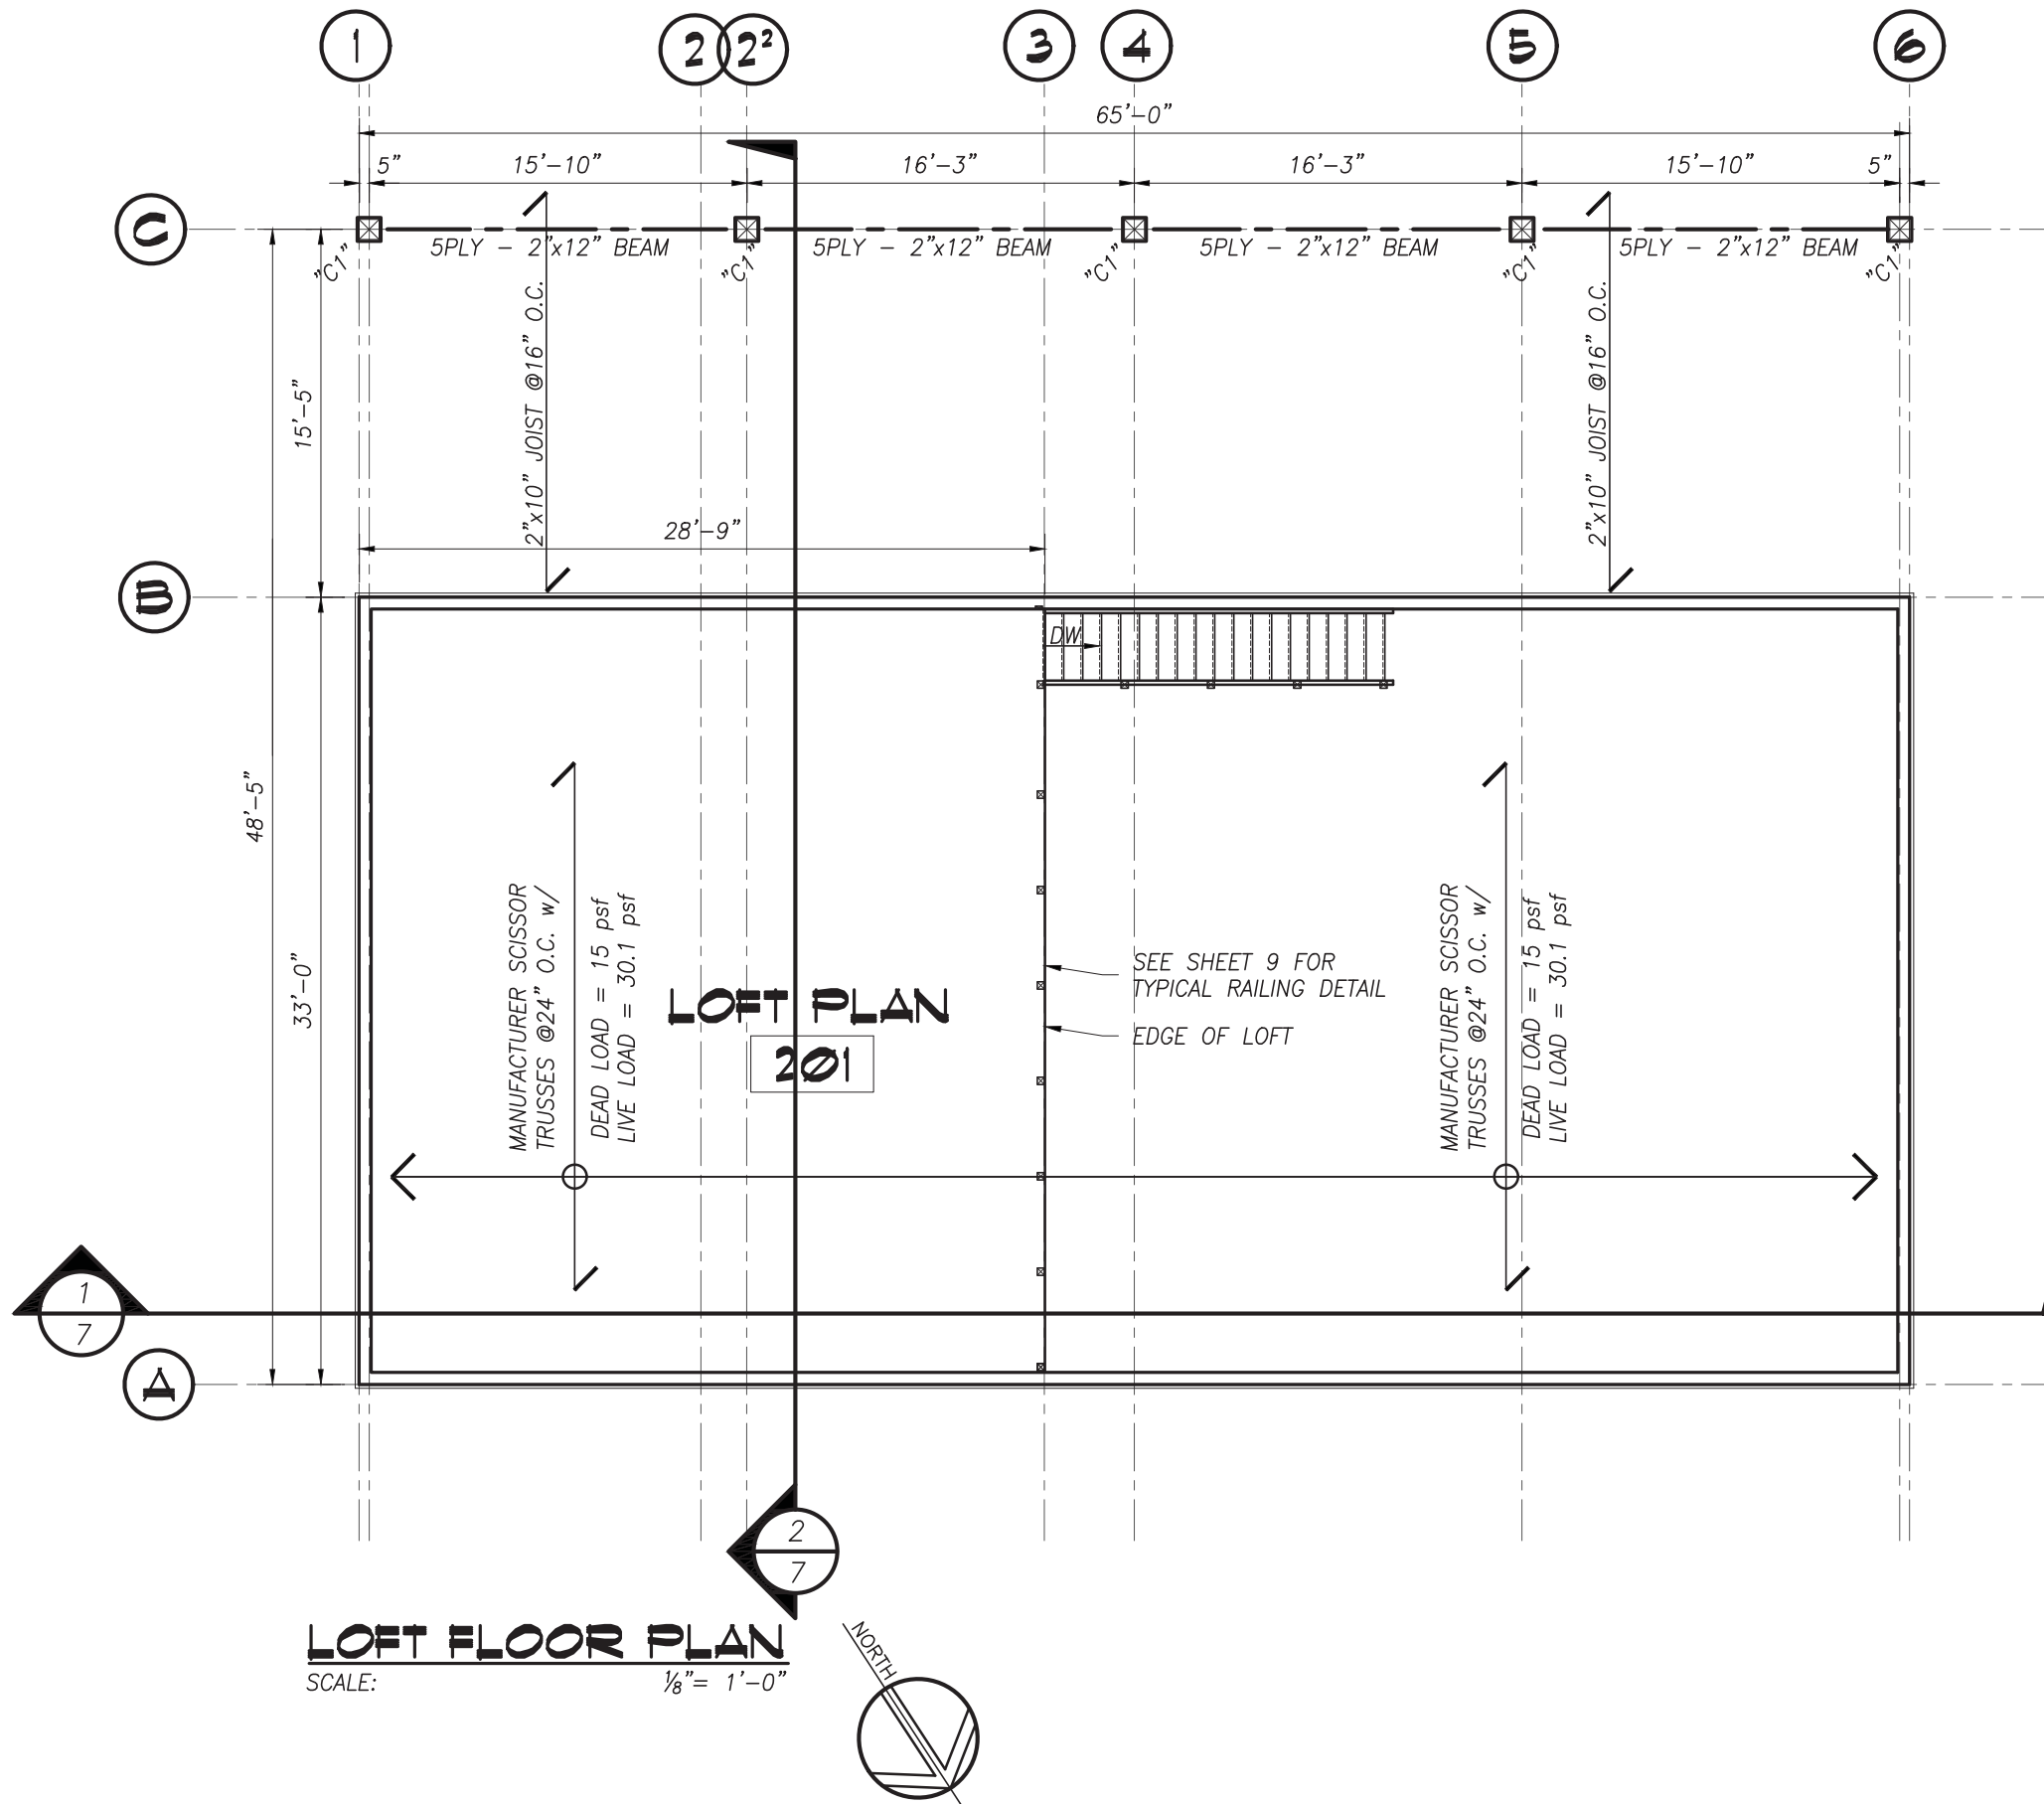 1
2
2²
3
4
5
6
65'-0"
5"
15'-10"
16'-3"
16'-3"
15'-10"
5"
C
5PLY - 2"x12" BEAM
5PLY - 2"x12" BEAM
5PLY - 2"x12" BEAM
5PLY - 2"x12" BEAM
"C1"
"C1"
"C1"
"C1"
"C1"
2"x10" JOIST @16" O.C.
2"x10" JOIST @16" O.C.
15'-5"
28'-9"
B
DW
48'-5"
33'-0"
MANUFACTURER SCISSOR
TRUSSES @24" O.C. w/
DEAD LOAD = 15 psf
LIVE LOAD = 30.1 psf
LOFT PLAN
201
SEE SHEET 9 FOR
TYPICAL RAILING DETAIL
EDGE OF LOFT
MANUFACTURER SCISSOR
TRUSSES @24" O.C. w/
DEAD LOAD = 15 psf
LIVE LOAD = 30.1 psf
1
7
A
2
7
LOFT FLOOR PLAN
SCALE: 1/8"= 1'-0"
NORTH